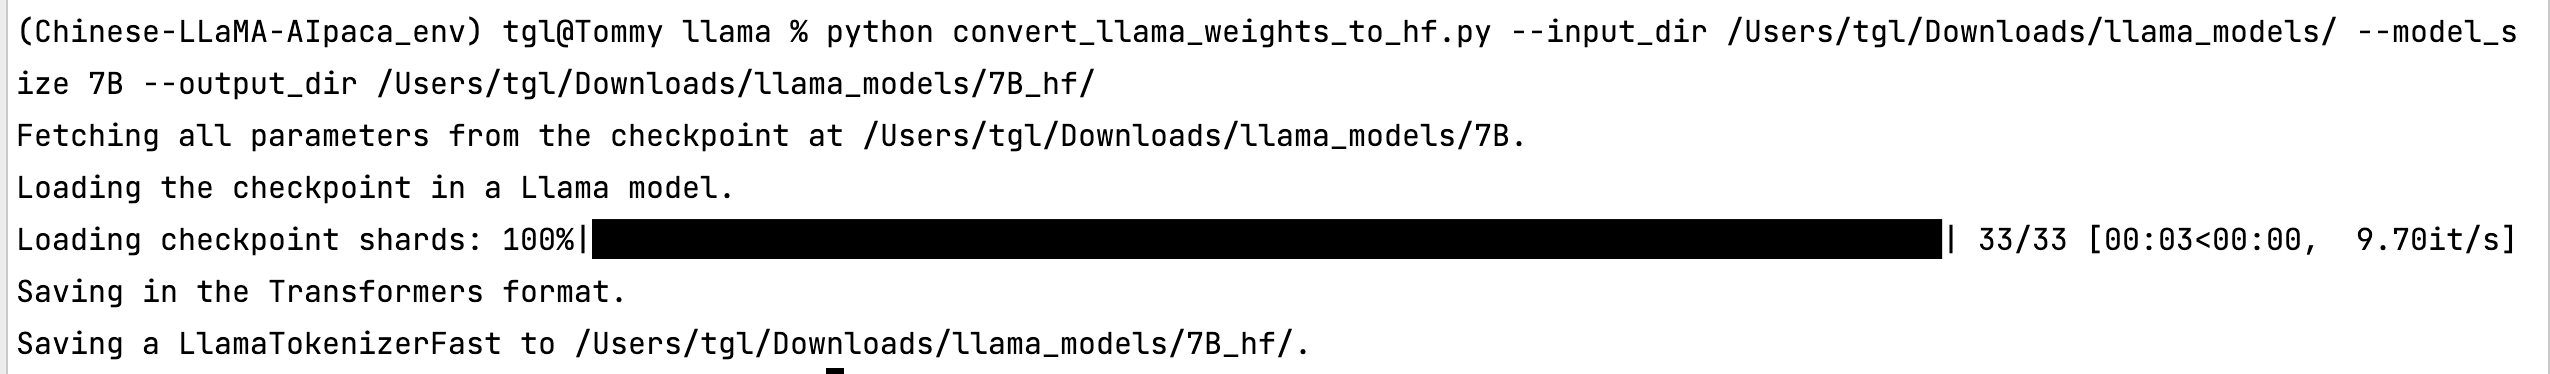 (Chinese-LLaMA-AIpaca_env) tgl@Tommy llama % python convert_llama_weights_to_hf.py --input_dir /Users/tgl/Downloads/llama_models/ --model_s
ize 7B --output_dir /Users/tgl/Downloads/llama_models/7B_hf/
Fetching all parameters from the checkpoint at /Users/tgl/Downloads/llama_models/7B.
Loading the checkpoint in a Llama model.
Loading checkpoint shards: 100%|██████████| 33/33 [00:03<00:00,  9.70it/s]
Saving in the Transformers format.
Saving a LlamaTokenizerFast to /Users/tgl/Downloads/llama_models/7B_hf/.